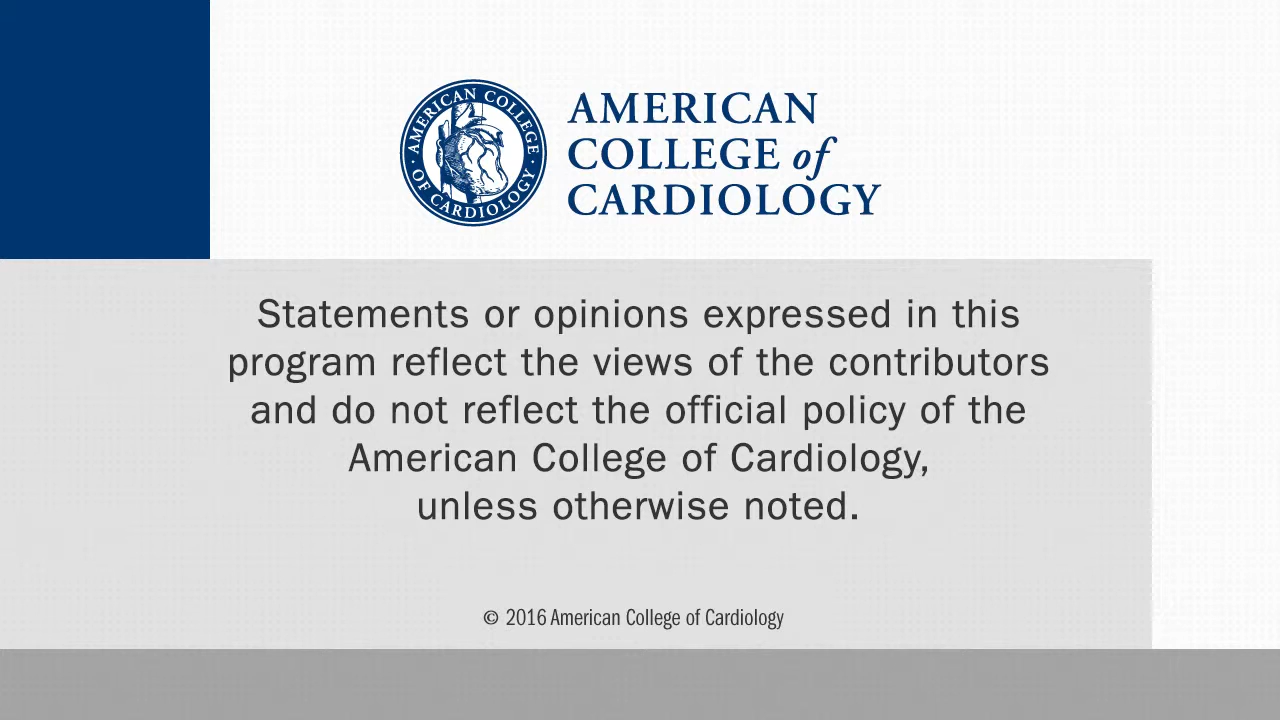 AMERICAN COLLEGE
· OF CARDIOLOGY ·
AMERICAN
COLLEGE of
CARDIOLOGY
Statements or opinions expressed in this
program reflect the views of the contributors
and do not reflect the official policy of the
American College of Cardiology,
unless otherwise noted.
© 2016 American College of Cardiology